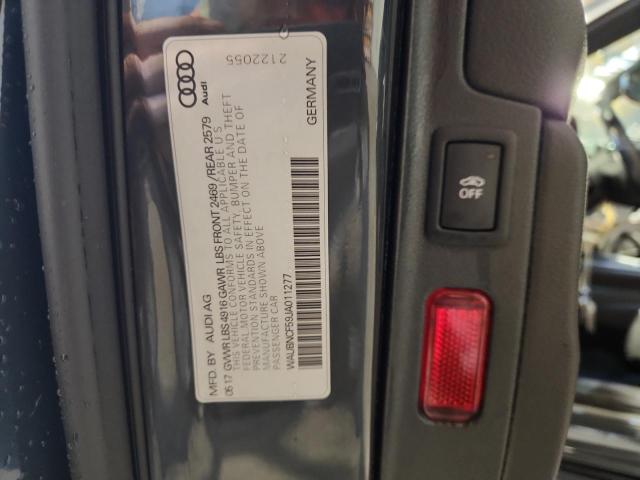 MFD. BY AUDI AG
06 17 GVWR LBS 4916 GAWR LBS FRONT 2469 / REAR 2579
THIS VEHICLE CONFORMS TO ALL APPLICABLE U S
FEDERAL MOTOR VEHICLE SAFETY, BUMPER AND THEFT
PREVENTION STANDARDS IN EFFECT ON THE DATE OF
MANUFACTURE SHOWN ABOVE
PASSENGER CAR
WAUBNCF59JA011277
GERMANY
Audi
2122055
OFF